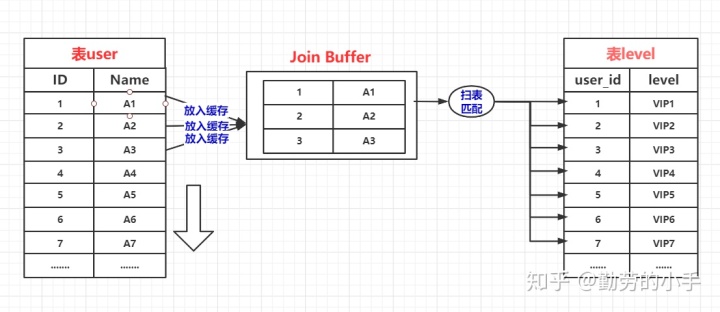 表user
ID Name
1 A1
2 A2
3 A3
4 A4
5 A5
6 A6
7 A7
....... .......
放入缓存
放入缓存
放入缓存
Join Buffer
1 A1
2 A2
3 A3
扫表
匹配
表level
user_id level
1 VIP1
2 VIP2
3 VIP3
4 VIP4
5 VIP5
6 VIP6
7 VIP7
....... .......
知乎 @勤劳的小手